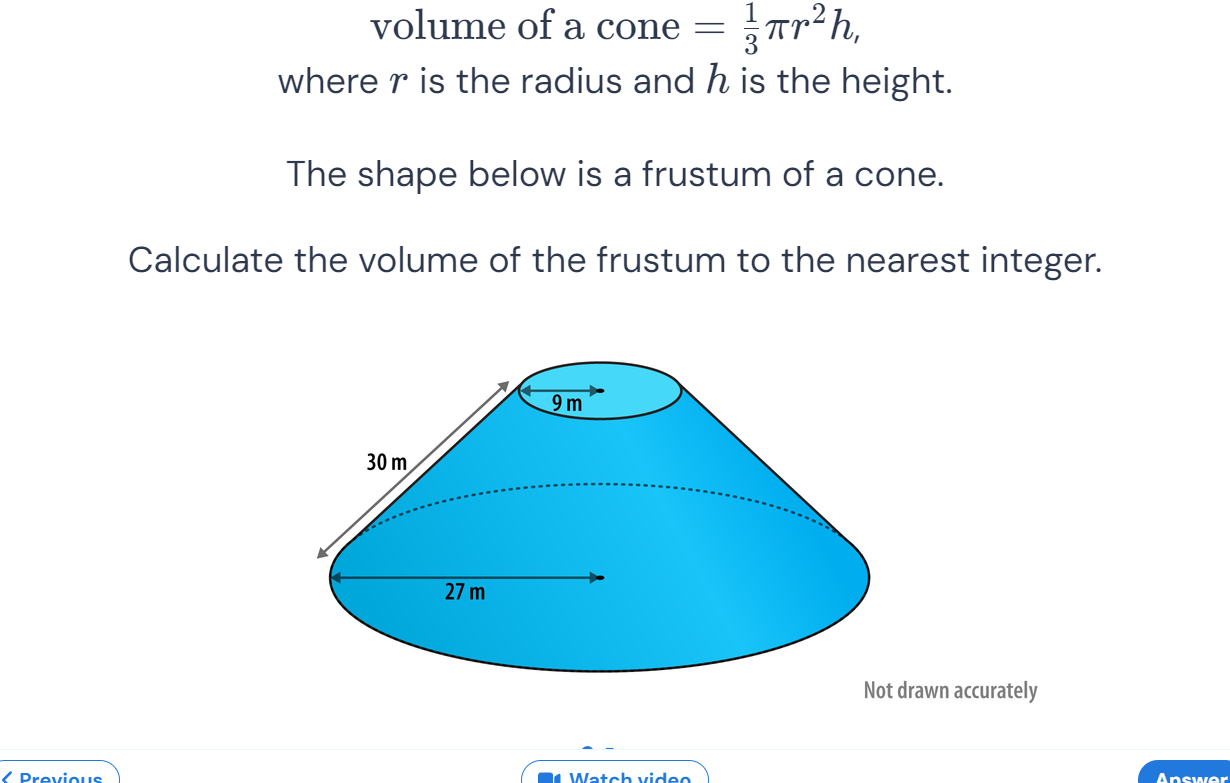 volume of a cone = \frac{1}{3}πr²h,
where r is the radius and h is the height.
The shape below is a frustum of a cone.
Calculate the volume of the frustum to the nearest integer.
9 m
30 m
27 m
Not drawn accurately
< Previous
Watch video
Answer